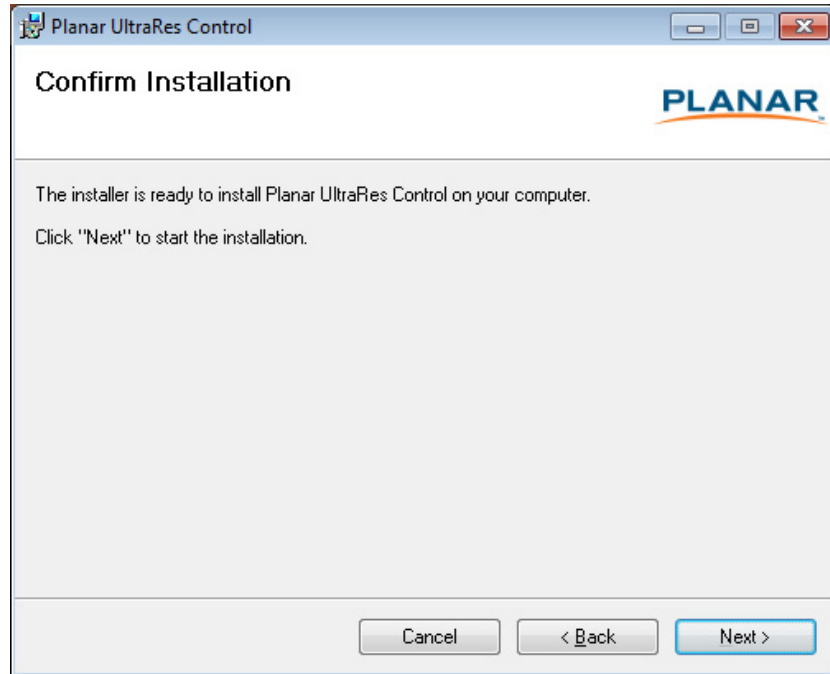 Planar UltraRes Control
Confirm Installation
PLANAR™
The installer is ready to install Planar UltraRes Control on your computer.
Click "Next" to start the installation.
Cancel
< Back
Next >